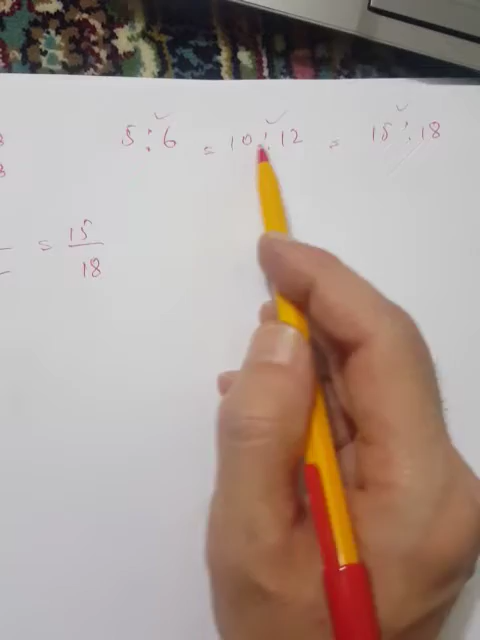 5 : 6 = 10 : 12 = 15 : 18
= 15
18